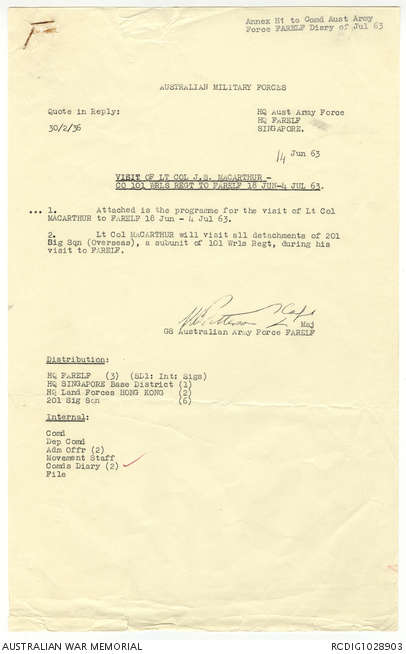 Annex H1 to Comd Aust Army
Force FARELF Diary of Jul 63
AUSTRALIAN MILITARY FORCES
Quote in Reply:
30/2/36
HQ Aust Army Force
HQ FARELF
SINGAPORE.
14 Jun 63
VISIT OF LT COL J.S. MACARTHUR -
CO 101 WRLS REGT TO FARELF 18 JUN-4 JUL 63.
... 1. Attached is the programme for the visit of Lt Col
MACARTHUR to FARELF 18 Jun - 4 Jul 63.
2. Lt Col MACARTHUR will visit all detachments of 201
Sig Sqn (Overseas), a subunit of 101 Wrls Regt, during his
visit to FARELF.
Capt
Maj
GS Australian Army Force FARELF
Distribution:
HQ FARELF (3) (SD1: Int: Sigs)
HQ SINGAPORE Base District (1)
HQ Land Forces HONG KONG (2)
201 Sig Sqn (6)
Internal:
Comd
Dep Comd
Adm Offr (2)
Movement Staff
Comds Diary (2)
File
AUSTRALIAN WAR MEMORIAL
RCDIG1028903